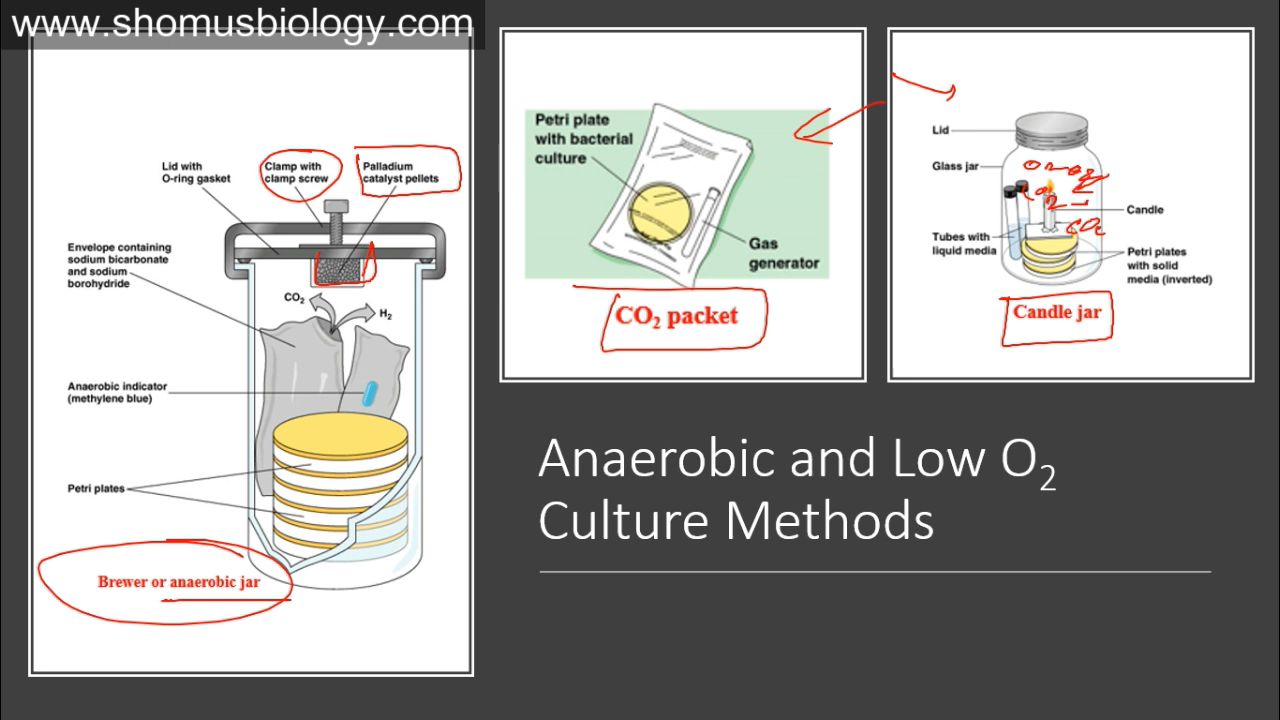 www.shomusbiology.com
Lid with
O-ring gasket
Clamp with
clamp screw
Palladium
catalyst pellets
Envelope containing
sodium bicarbonate
and sodium
borohydride
CO₂
H₂
Anaerobic indicator
(methylene blue)
Petri plates
Brewer or anaerobic jar
Petri plate
with bacterial
culture
Gas
generator
CO₂ packet
Lid
Glass jar
Candle
Tubes with
liquid media
Petri plates
with solid
media (inverted)
CO₂
Candle jar
Anaerobic and Low O₂
Culture Methods